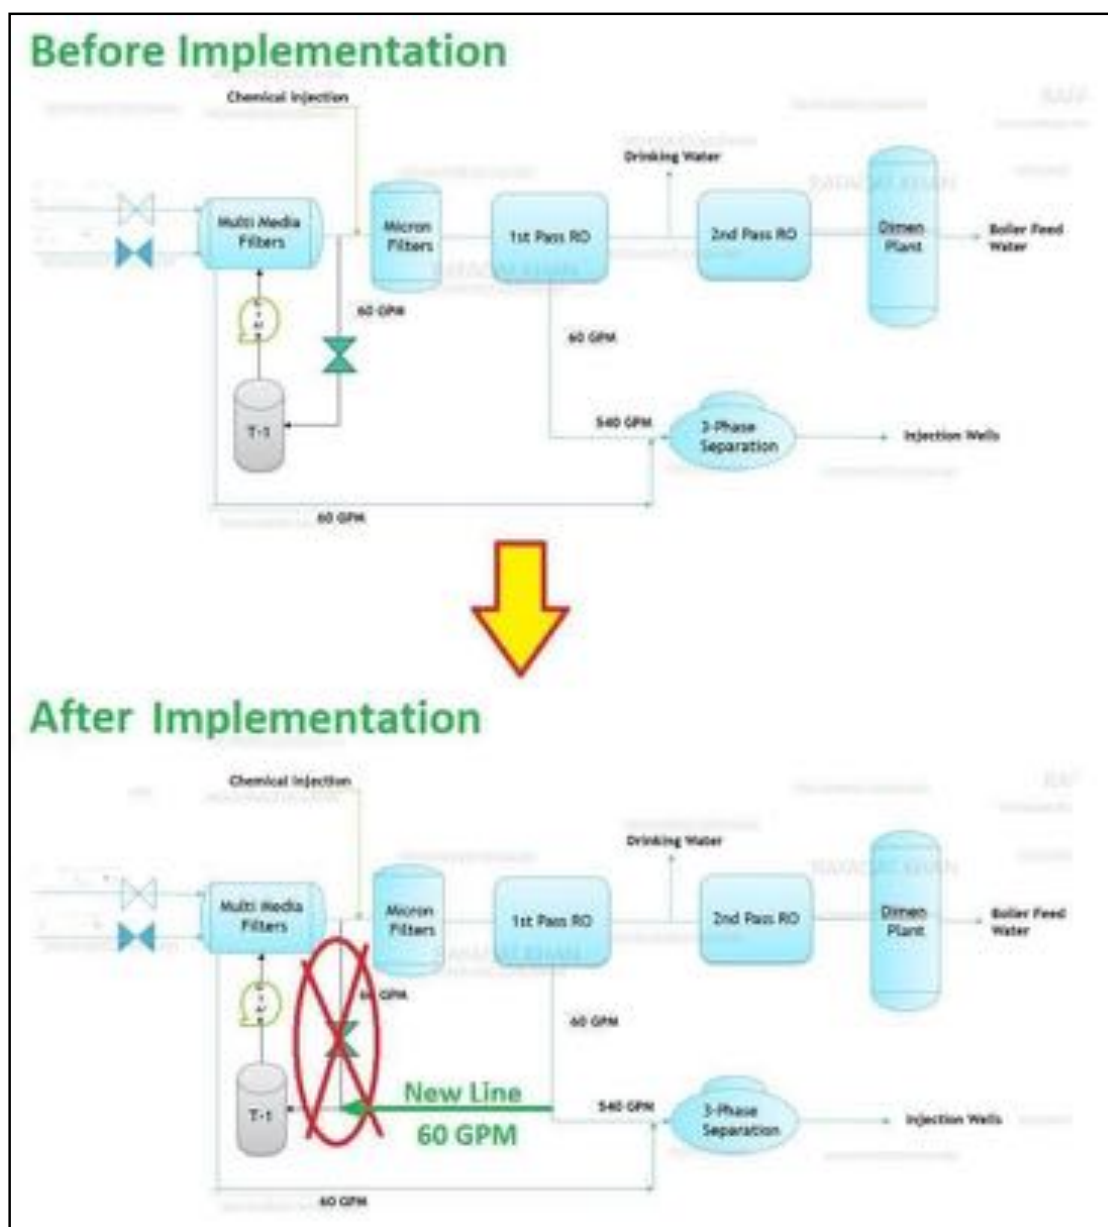 Before Implementation
Chemical Injection
Drinking Water
Multi Media
Filters
Micron
Filters
1st Pass RO
2nd Pass RO
Dimen
Plant
Boiler Feed
Water
60 GPM
60 GPM
T-1
540 GPM
3-Phase
Separation
Injection Wells
60 GPM
After Implementation
Chemical Injection
Drinking Water
Multi Media
Filters
Micron
Filters
1st Pass RO
2nd Pass RO
Dimen
Plant
Boiler Feed
Water
60 GPM
60 GPM
New Line
60 GPM
T-1
540 GPM
3-Phase
Separation
Injection Wells
60 GPM